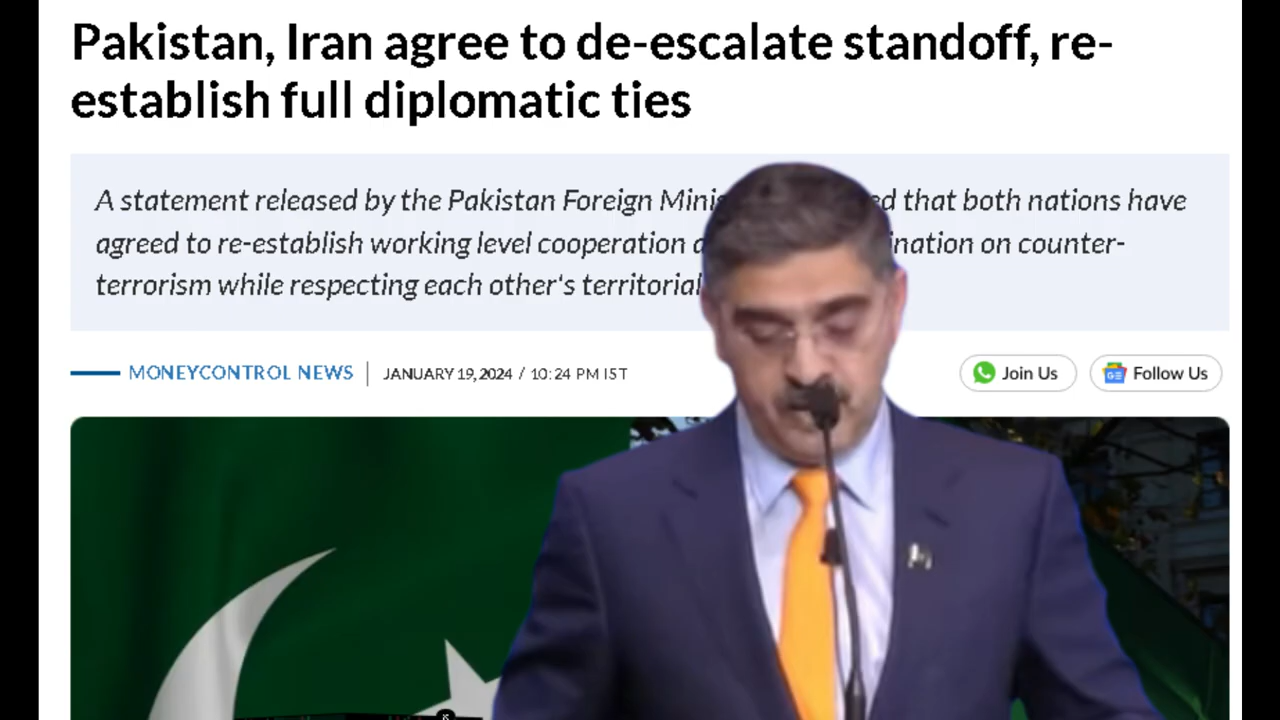 Pakistan, Iran agree to de-escalate standoff, re-
establish full diplomatic ties
A statement released by the Pakistan Foreign that both nations have
agreed to re-establish working level cooperation on counter-
terrorism while respecting each other's territorial
MONEYCONTROL NEWS | JANUARY 19, 2024 / 10:24 PM IST
Join Us
Follow Us